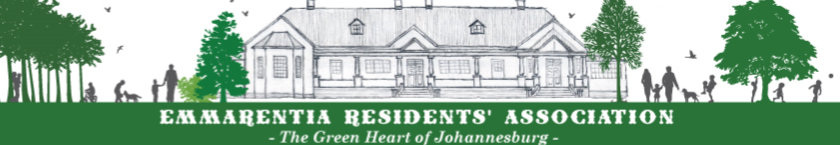 EMMARENTIA RESIDENTS' ASSOCIATION
- The Green Heart of Johannesburg -